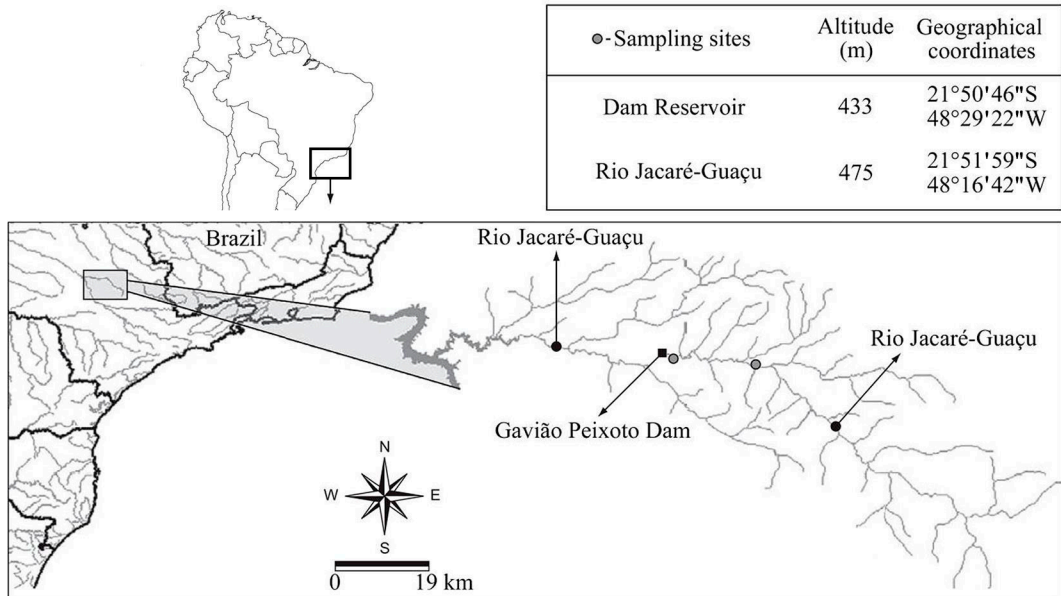 ●-Sampling sites
Altitude
(m)
Geographical
coordinates
Dam Reservoir
433
21°50'46"S
48°29'22"W
Rio Jacaré-Guaçu
475
21°51'59"S
48°16'42"W
Brazil
Rio Jacaré-Guaçu
Rio Jacaré-Guaçu
Gavião Peixoto Dam
N
W
E
S
0
19 km